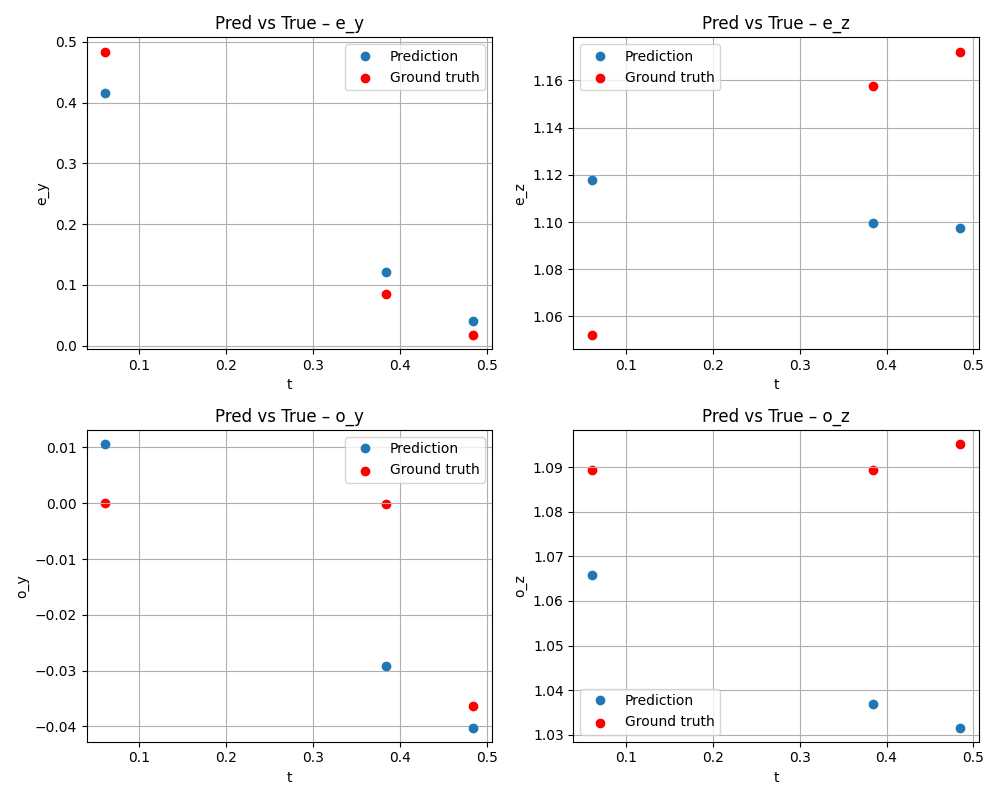 Pred vs True – e_y
0.5
0.4
0.3
0.2
0.1
0.0
e_y
Prediction
Ground truth
0.1 0.2 0.3 0.4 0.5
t
Pred vs True – e_z
1.16
1.14
1.12
1.10
1.08
1.06
e_z
Prediction
Ground truth
0.1 0.2 0.3 0.4 0.5
t
Pred vs True – o_y
0.01
0.00
−0.01
−0.02
−0.03
−0.04
o_y
Prediction
Ground truth
0.1 0.2 0.3 0.4 0.5
t
Pred vs True – o_z
1.09
1.08
1.07
1.06
1.05
1.04
1.03
o_z
Prediction
Ground truth
0.1 0.2 0.3 0.4 0.5
t